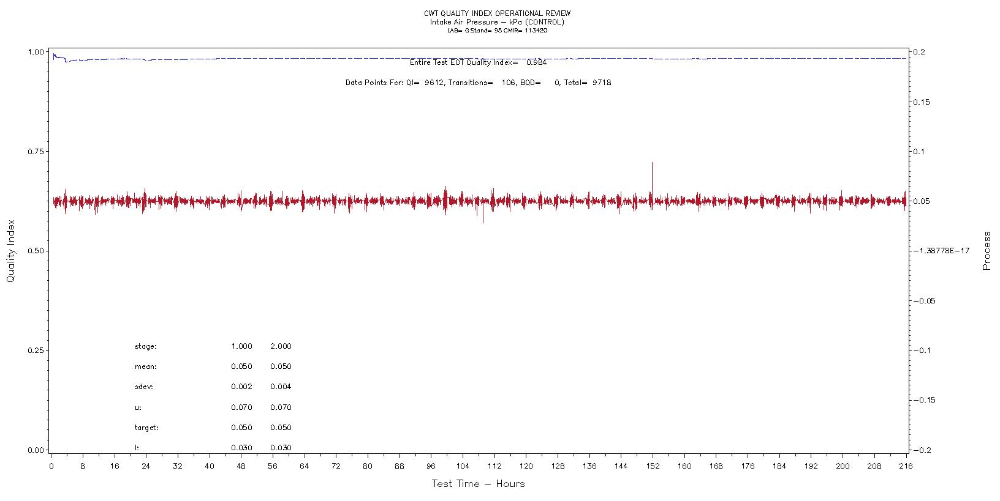 CWT QUALITY INDEX OPERATIONAL REVIEW
Intake Air Pressure - kPa (CONTROL)
LAB= G Stand= 95 CMIR= 113420
Entire Test EOT Quality Index= 0.984
Data Points For: QI= 9612, Transitions= 106, BQD= 0, Total= 9718
Quality Index
1.00
0.75
0.50
0.25
0.00
0.2
0.15
0.1
0.05
-1.38778E-17
-0.05
-0.1
-0.15
-0.2
Process
stage: 1.000 2.000
mean: 0.050 0.050
sdev: 0.002 0.004
u: 0.070 0.070
target: 0.050 0.050
l: 0.030 0.030
0 8 16 24 32 40 48 56 64 72 80 88 96 104 112 120 128 136 144 152 160 168 176 184 192 200 208 216
Test Time - Hours